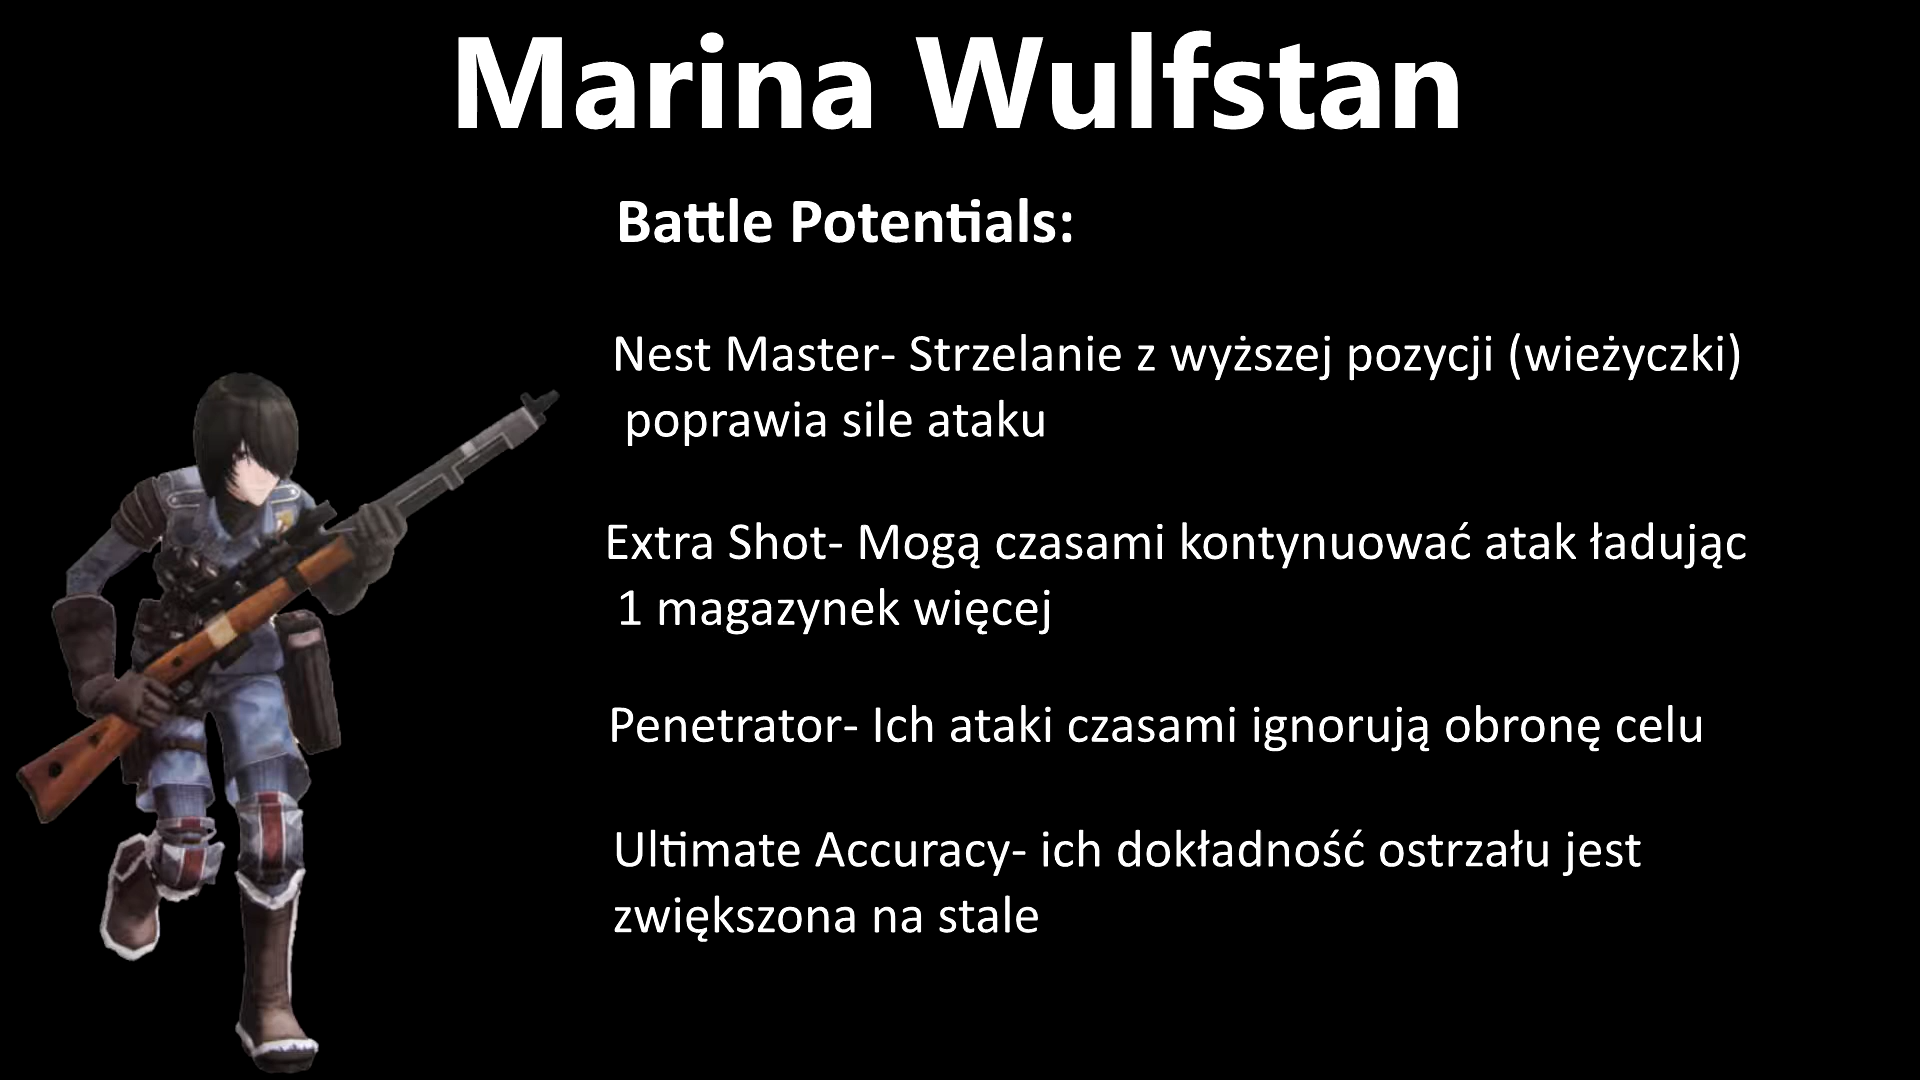 Marina Wulfstan
Battle Potentials:
Nest Master- Strzelanie z wyższej pozycji (wieżyczki)
poprawia sile ataku
Extra Shot- Mogą czasami kontynuować atak ładując
1 magazynek więcej
Penetrator- Ich ataki czasami ignorują obronę celu
Ultimate Accuracy- ich dokładność ostrzału jest
zwiększona na stale